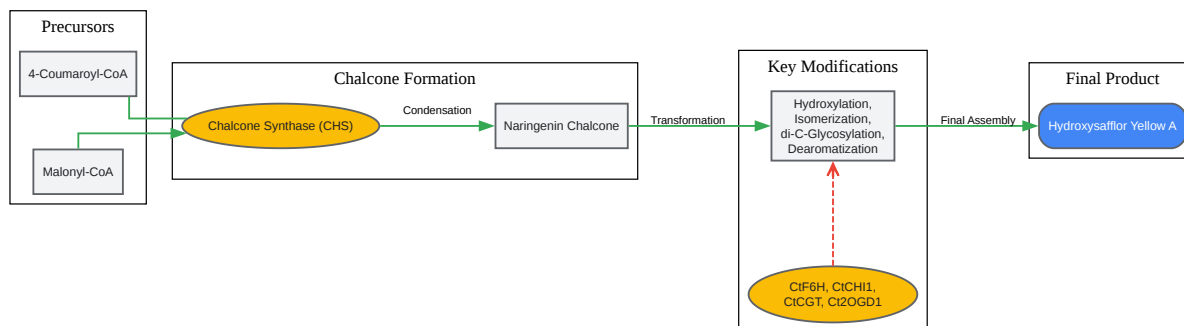 Precursors
4-Coumaroyl-CoA
Malonyl-CoA
Chalcone Formation
Chalcone Synthase (CHS)
Condensation
Naringenin Chalcone
Transformation
Key Modifications
Hydroxylation,
Isomerization,
di-C-Glycosylation,
Dearomatization
CtF6H, CtCHI1,
CtCGT, Ct2OGD1
Final Assembly
Final Product
Hydroxysafflor Yellow A